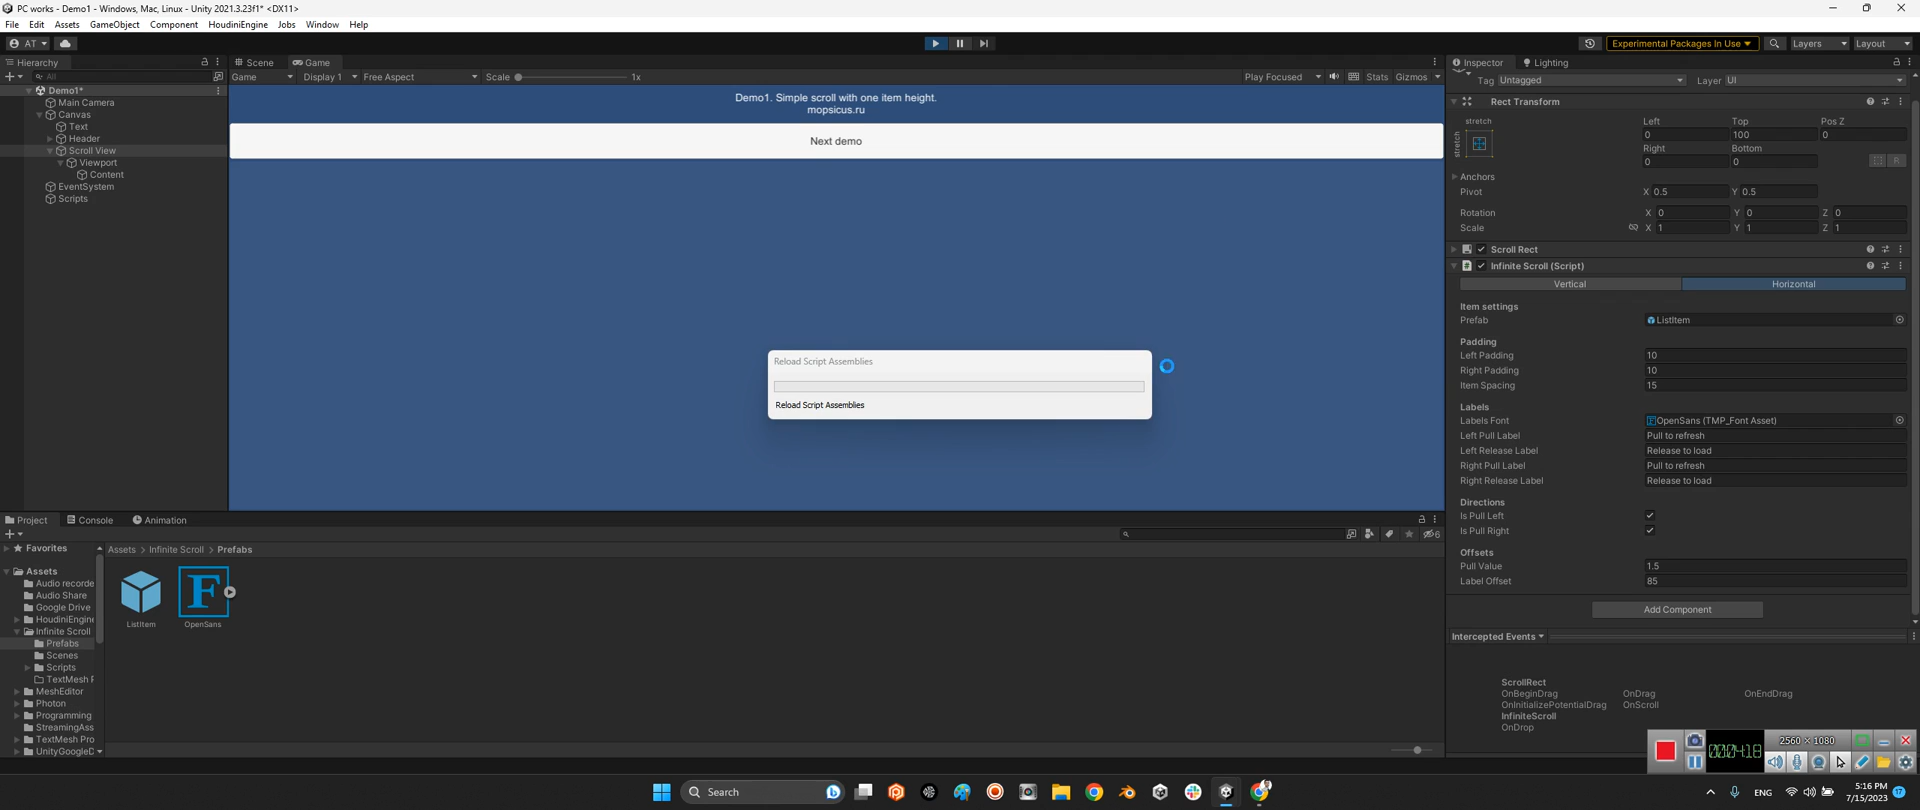 PC works - Demo1 - Windows, Mac, Linux - Unity 2021.3.23f1* <DX11>
File Edit Assets GameObject Component HoudiniEngine Jobs Window Help
AT Experimental Packages In Use Layers Layout
Hierarchy Scene Game Inspector Lighting
All Game Display 1 Free Aspect Scale 1x Play Focused Stats Gizmos
Tag Untagged Layer UI
Demo1*
Main Camera
Canvas
Text
Header
Scroll View
Viewport
Content
EventSystem
Scripts
Demo1. Simple scroll with one item height.
mopsicus.ru
Next demo
Reload Script Assemblies
Reload Script Assemblies
Rect Transform
stretch Left Top Pos Z
stretch 0 100 0
Right Bottom
0 0 R
Anchors
Pivot X 0.5 Y 0.5
Rotation X 0 Y 0 Z 0
Scale X 1 Y 1 Z 1
Scroll Rect
Infinite Scroll (Script)
Vertical Horizontal
Item settings
Prefab ListItem
Padding
Left Padding 10
Right Padding 10
Item Spacing 15
Labels
Labels Font OpenSans (TMP_Font Asset)
Left Pull Label Pull to refresh
Left Release Label Release to load
Right Pull Label Pull to refresh
Right Release Label Release to load
Directions
Is Pull Left
Is Pull Right
Offsets
Pull Value 1.5
Label Offset 85
Add Component
Intercepted Events
ScrollRect
OnBeginDrag OnDrag OnEndDrag
OnInitializePotentialDrag OnScroll
InfiniteScroll
OnDrop
Project Console Animation
6
Favorites
Assets > Infinite Scroll > Prefabs
Assets
Audio recorde
Audio Share
Google Drive
HoudiniEngine
Infinite Scroll
Prefabs
Scenes
Scripts
TextMesh P
MeshEditor
Photon
Programming
StreamingAss
TextMesh Pro
UnityGoogleD
ListItem OpenSans
2560 × 1080
00:04:18
Search
ENG
5:16 PM
7/15/2023
17